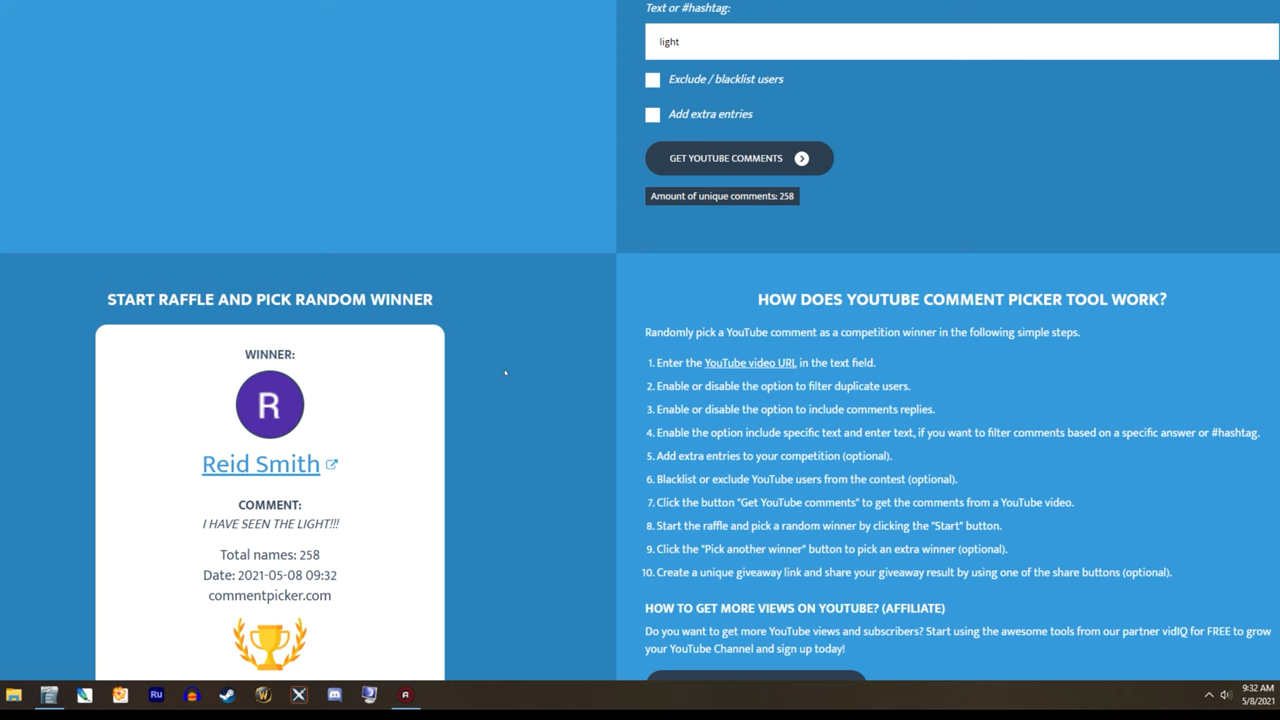 Text or #hashtag:
light
Exclude / blacklist users
Add extra entries
GET YOUTUBE COMMENTS
Amount of unique comments: 258
START RAFFLE AND PICK RANDOM WINNER
WINNER:
R
Reid Smith
COMMENT:
I HAVE SEEN THE LIGHT!!!
Total names: 258
Date: 2021-05-08 09:32
commentpicker.com
HOW DOES YOUTUBE COMMENT PICKER TOOL WORK?
Randomly pick a YouTube comment as a competition winner in the following simple steps.
1. Enter the YouTube video URL in the text field.
2. Enable or disable the option to filter duplicate users.
3. Enable or disable the option to include comments replies.
4. Enable the option include specific text and enter text, if you want to filter comments based on a specific answer or #hashtag.
5. Add extra entries to your competition (optional).
6. Blacklist or exclude YouTube users from the contest (optional).
7. Click the button "Get YouTube comments" to get the comments from a YouTube video.
8. Start the raffle and pick a random winner by clicking the "Start" button.
9. Click the "Pick another winner" button to pick an extra winner (optional).
10. Create a unique giveaway link and share your giveaway result by using one of the share buttons (optional).
HOW TO GET MORE VIEWS ON YOUTUBE? (AFFILIATE)
Do you want to get more YouTube views and subscribers? Start using the awesome tools from our partner vidIQ for FREE to grow
your YouTube Channel and sign up today!
Ru
9:32 AM
5/8/2021